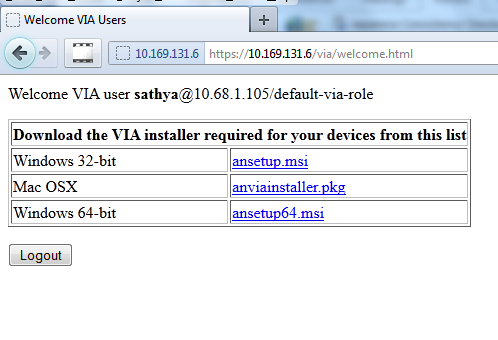 Welcome VIA Users
10.169.131.6 https://10.169.131.6/via/welcome.html
Welcome VIA user sathya@10.68.1.105/default-via-role
Download the VIA installer required for your devices from this list
Windows 32-bit ansetup.msi
Mac OSX anviainstaller.pkg
Windows 64-bit ansetup64.msi
Logout